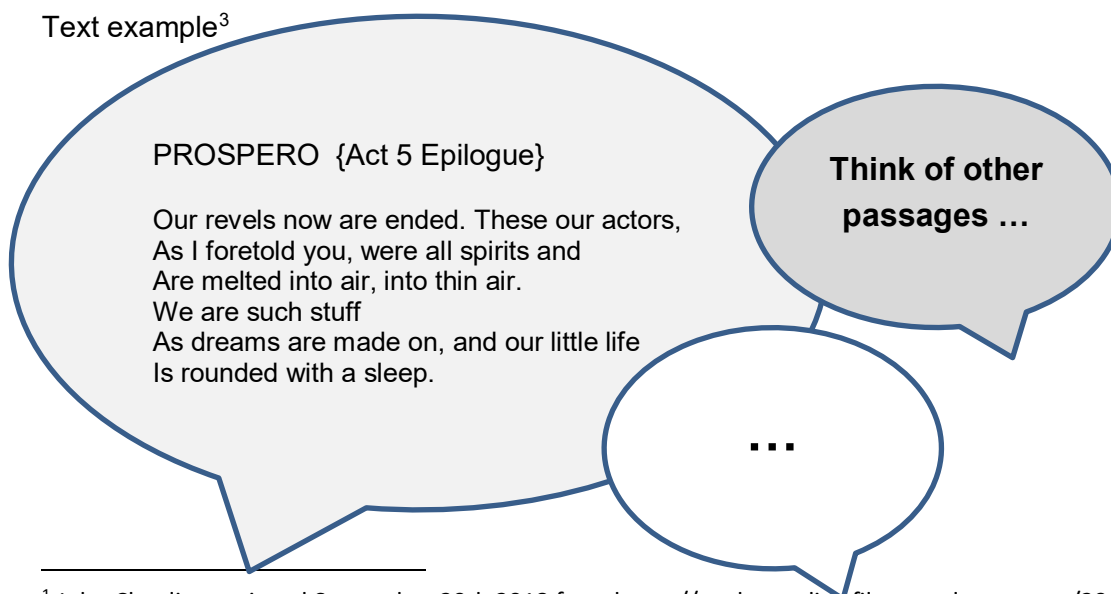 Text example³
PROSPERO {Act 5 Epilogue}
Our revels now are ended. These our actors,
As I foretold you, were all spirits and
Are melted into air, into thin air.
We are such stuff
As dreams are made on, and our little life
Is rounded with a sleep.
Think of other
passages …
…